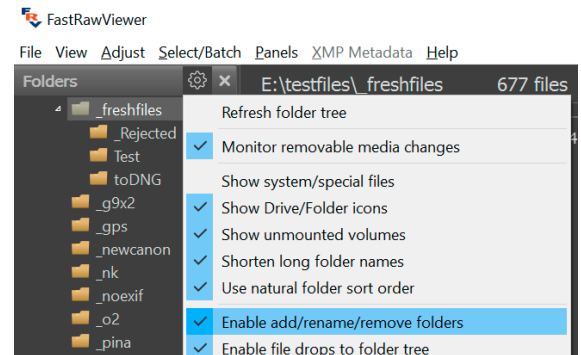 FastRawViewer
File View Adjust Select/Batch Panels XMP Metadata Help
Folders E:\testfiles\_freshfiles 677 files
_freshfiles
_Rejected
Test
toDNG
_g9x2
_gps
_newcanon
_nk
_noexif
_o2
_pina
Refresh folder tree
Monitor removable media changes
Show system/special files
Show Drive/Folder icons
Show unmounted volumes
Shorten long folder names
Use natural folder sort order
Enable add/rename/remove folders
Enable file drops to folder tree
4